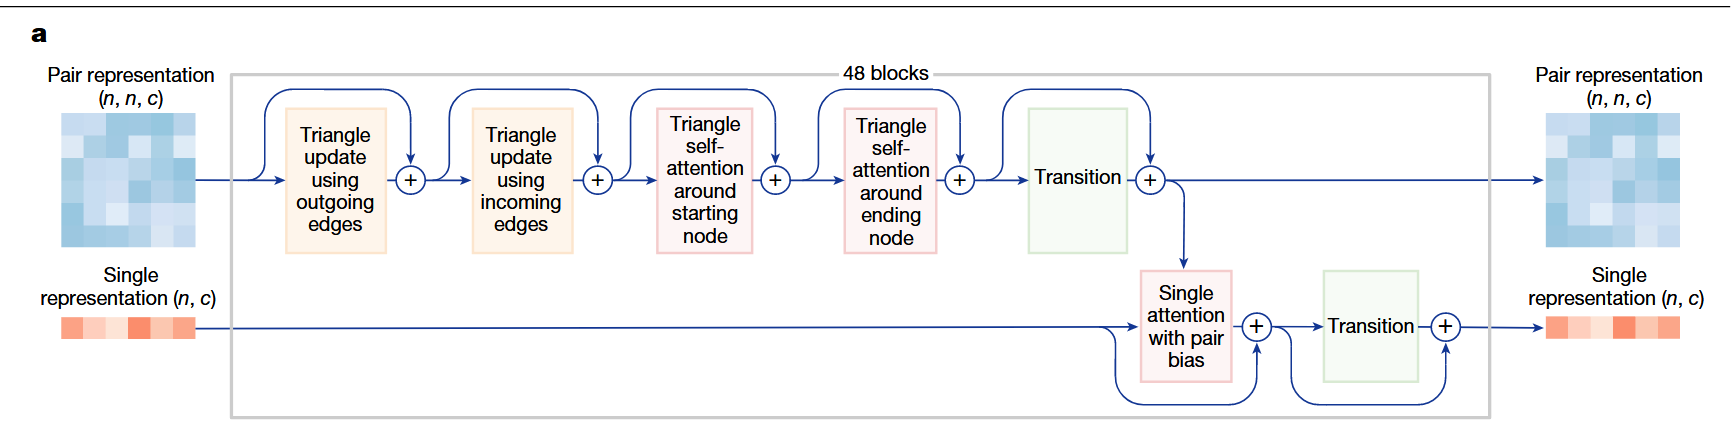 a
Pair representation
(n, n, c)
48 blocks
Pair representation
(n, n, c)
Triangle
update
using
outgoing
edges
+
Triangle
update
using
incoming
edges
+
Triangle
self-
attention
around
starting
node
+
Triangle
self-
attention
around
ending
node
+
Transition
+
Single
representation (n, c)
Single
attention
with pair
bias
+
Transition
+
Single
representation (n, c)